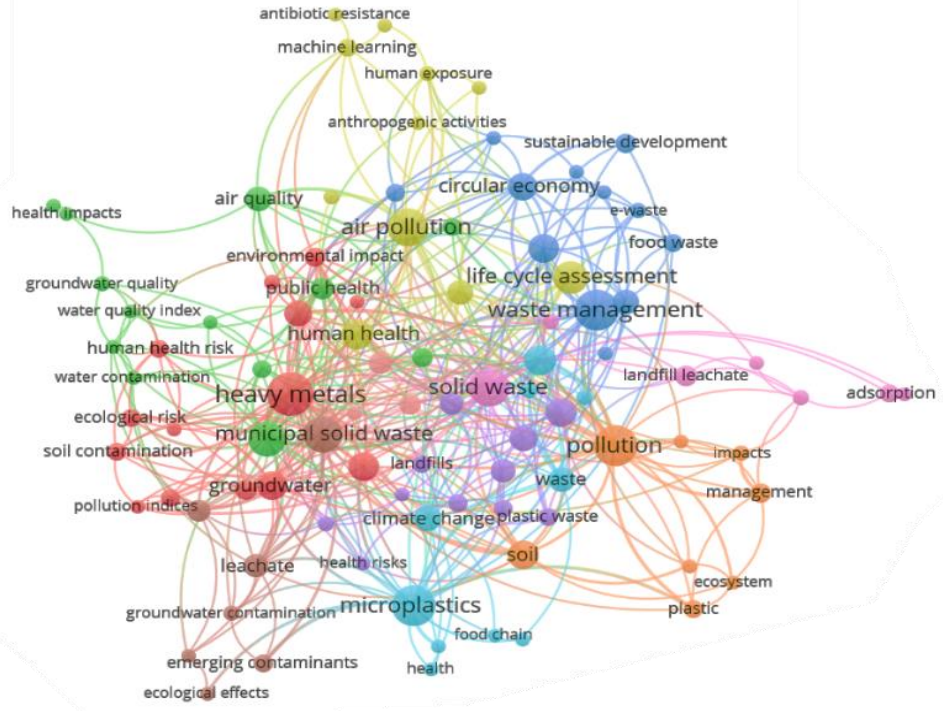 antibiotic resistance
machine learning
human exposure
anthropogenic activities
sustainable development
circular economy
air quality
e-waste
health impacts
air pollution
food waste
environmental impact
life cycle assessment
groundwater quality
public health
water quality index
waste management
human health
human health risk
landfill leachate
water contamination
solid waste
heavy metals
adsorption
ecological risk
municipal solid waste
pollution
soil contamination
impacts
landfills
waste
groundwater
management
pollution indices
climate change
plastic waste
soil
leachate
health risks
ecosystem
microplastics
plastic
groundwater contamination
food chain
emerging contaminants
health
ecological effects